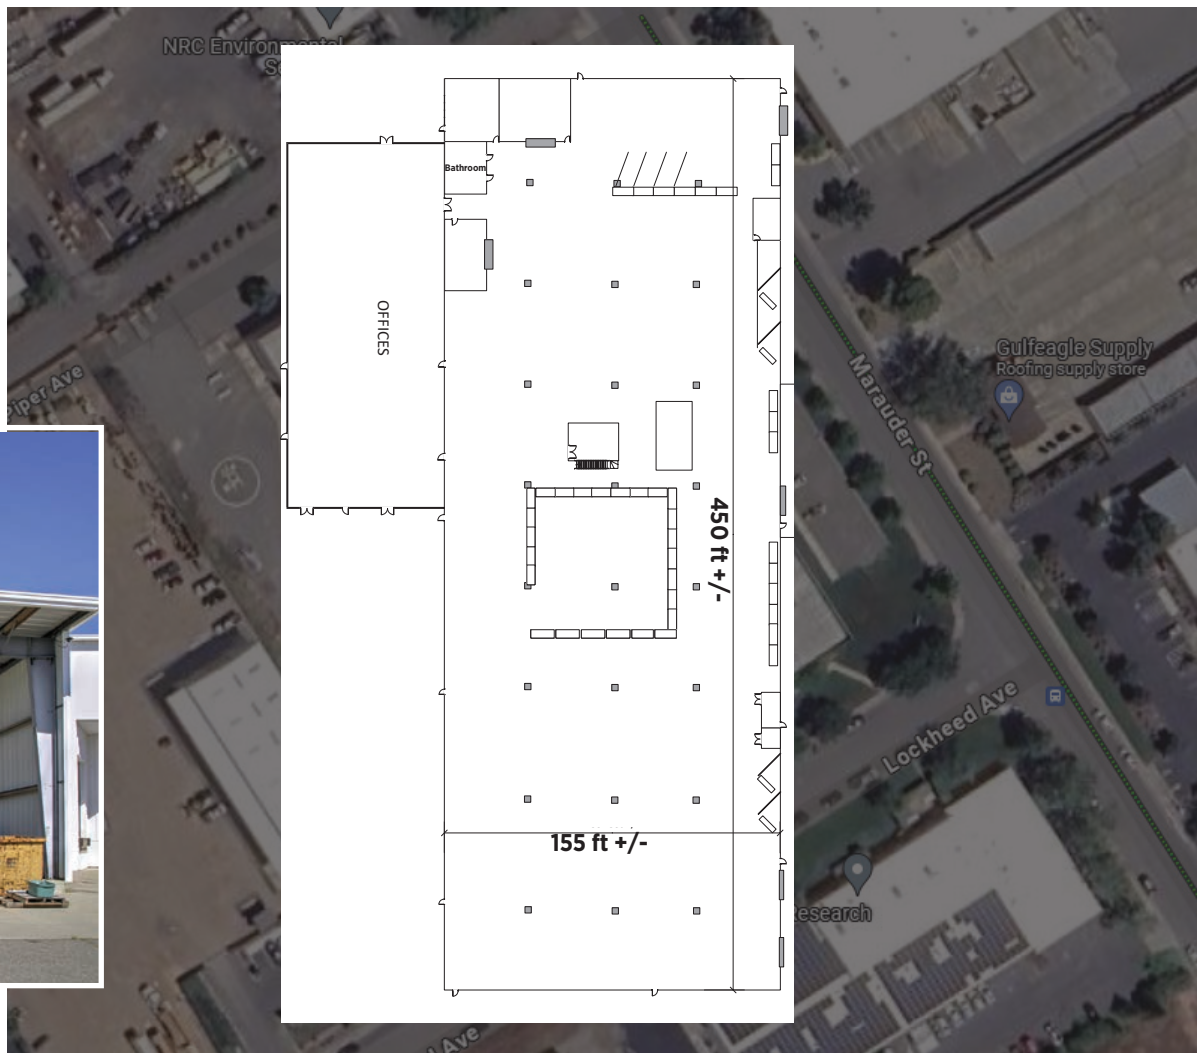 NRC Environmental
Bathroom
OFFICES
450 ft +/-
155 ft +/-
Piper Ave
Marauder St
Gulfeagle Supply
Roofing supply store
Lockheed Ave
Research
Ave